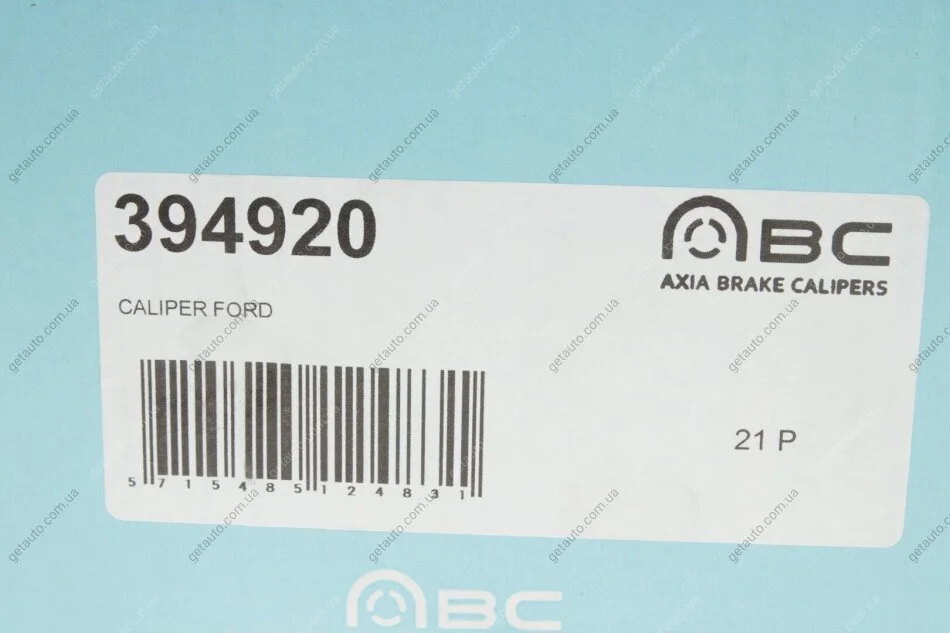 394920
ABC
AXIA BRAKE CALIPERS
CALIPER FORD
21 P
5 715485 124831
ABC
getauto.com.ua